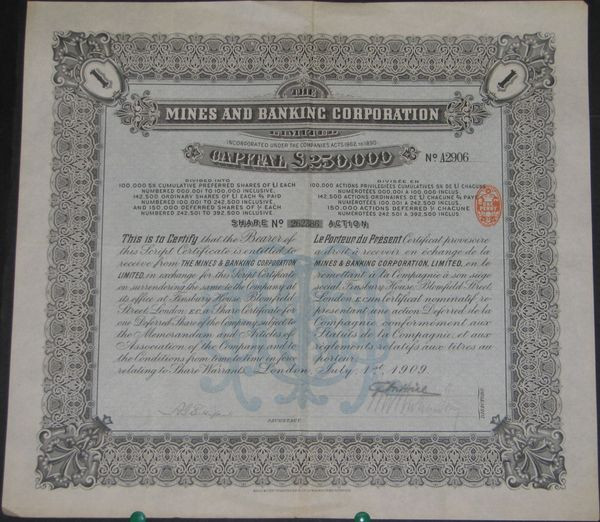 1
1
THE
MINES AND BANKING CORPORATION
LIMITED
INCORPORATED UNDER THE COMPANIES ACTS 1862 TO 1890.
CAPITAL £250,000
No A2906
DIVIDED INTO
100,000 5% CUMULATIVE PREFERRED SHARES OF £1 EACH
NUMBERED 000,001 TO 100,000 INCLUSIVE,
142,500 ORDINARY SHARES OF £1 EACH PAID
NUMBERED 100,001 TO 242,500 INCLUSIVE,
AND 150,000 DEFERRED SHARES OF EACH
NUMBERED 242,501 TO 392,500 INCLUSIVE.
DIVISÉE EN
100,000 ACTIONS PRIVILÉGIÉES CUMULATIVES 5% DE £1 CHACUNE
NUMÉROTÉES 000,001 À 100,000 INCLUS.
142,500 ACTIONS ORDINAIRES DE £1 CHACUNE PAYÉ
NUMÉROTÉES 100,001 À 242,500 INCLUS.
150,000 ACTIONS DEFERRED DE CHACUNE
NUMÉROTÉES 242,501 À 392,500 INCLUS.
SHARE No ACTION
This is to Certify that the Bearer of
this Script Certificate is entitled to
receive from THE MINES & BANKING CORPORATION
LIMITED, in exchange for this Script Certificate
on surrendering the same to the Company at
its office at Finsbury House, Blomfield
Street, London, E.C. a Share Certificate for
one Deferred Share of the Company, subject to
the Memorandum and Articles of
Association of the Company and to
the Conditions from time to time in force
relating to Share Warrants.
Le Porteur du Présent Certificat provisoire
a droit à recevoir en échange de la
MINES & BANKING CORPORATION, LIMITED, en le
remettant à la Compagnie à son siège
social Finsbury House, Blomfield Street,
London E.C. un Certificat nominatif re-
présentant une action Deferred de la
Compagnie conformément aux
Statuts de la Compagnie et aux
règlements relatifs aux titres au
porteur.
London, July, 1st, 1909